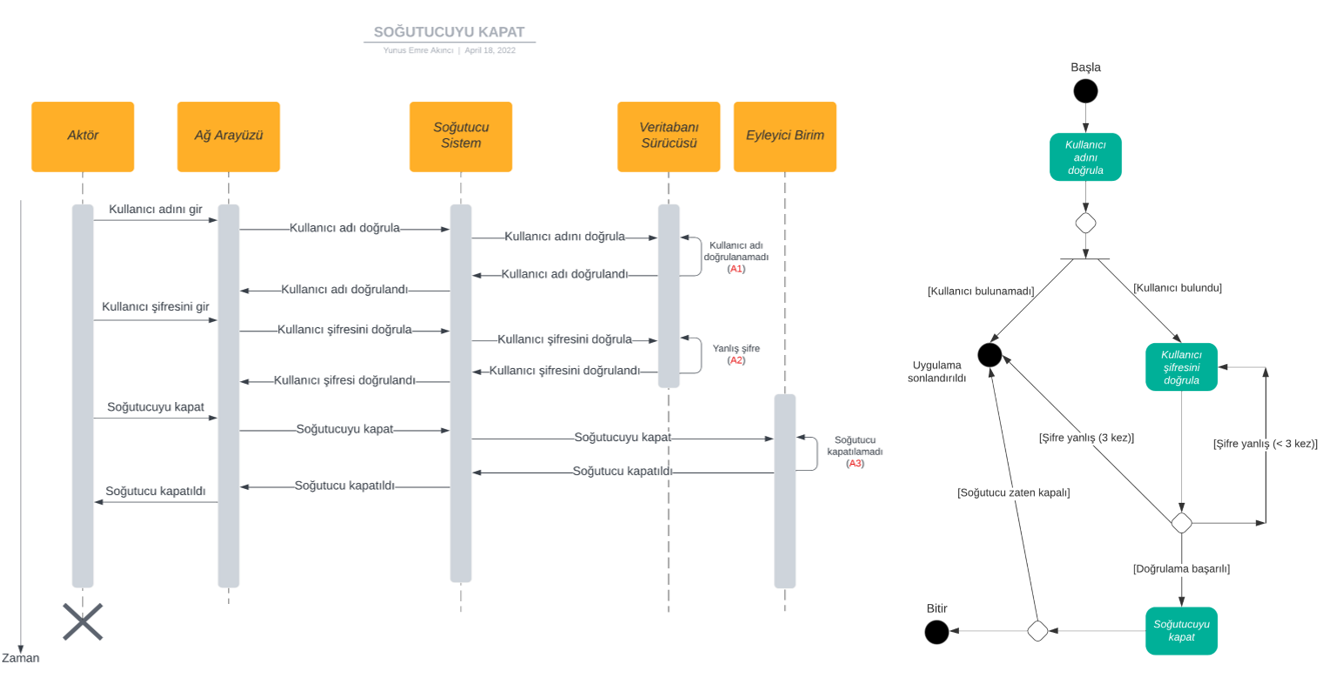 SOĞUTUCUYU KAPAT
Yunus Emre Akıncı | April 18, 2022
Aktör
Ağ Arayüzü
Soğutucu
Sistem
Veritabanı
Sürücüsü
Eyleyici Birim
Kullanıcı adını gir
Kullanıcı adı doğrula
Kullanıcı adını doğrula
Kullanıcı adı
doğrulanamadı
(A1)
Kullanıcı adı doğrulandı
Kullanıcı adı doğrulandı
Kullanıcı şifresini gir
Kullanıcı şifresini doğrula
Kullanıcı şifresini doğrula
Yanlış şifre
(A2)
Kullanıcı şifresini doğrulandı
Kullanıcı şifresi doğrulandı
Soğutucuyu kapat
Soğutucuyu kapat
Soğutucuyu kapat
Soğutucu
kapatılamadı
(A3)
Soğutucu kapatıldı
Soğutucu kapatıldı
Soğutucu kapatıldı
Zaman
Başla
Kullanıcı
adını
doğrula
[Kullanıcı bulunamadı]
[Kullanıcı bulundu]
Uygulama
sonlandırıldı
Kullanıcı
şifresini
doğrula
[Şifre yanlış (3 kez)]
[Şifre yanlış (< 3 kez)]
[Soğutucu zaten kapalı]
[Doğrulama başarılı]
Bitir
Soğutucuyu
kapat